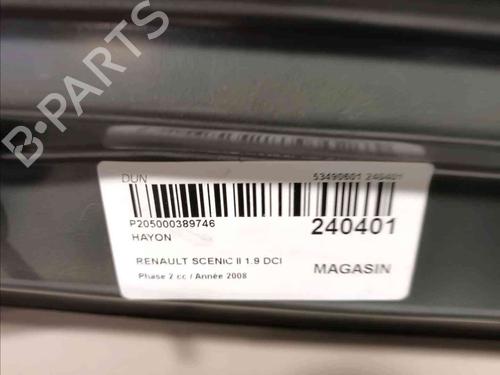 B-PARTS
DUN
53490601 240401
P205000389746
240401
HAYON
RENAULT SCENIC II 1.9 DCI
MAGASIN
Phase 2 cc / Année 2008